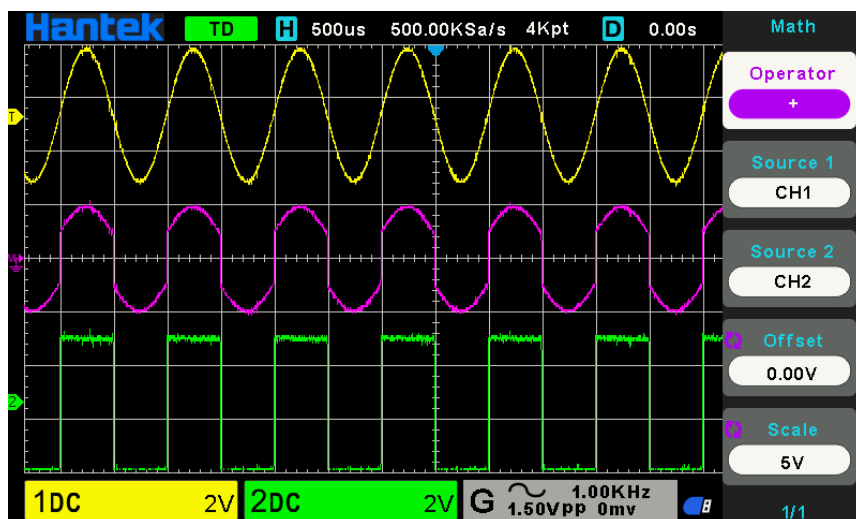 Hantek TD H 500us 500.00KSa/s 4Kpt D 0.00s Math
Operator
+
T
Source 1
CH1
M
Source 2
CH2
Offset
0.00V
2
Scale
5V
1DC 2V 2DC 2V G 1.00KHz
1.50Vpp 0mv
1/1